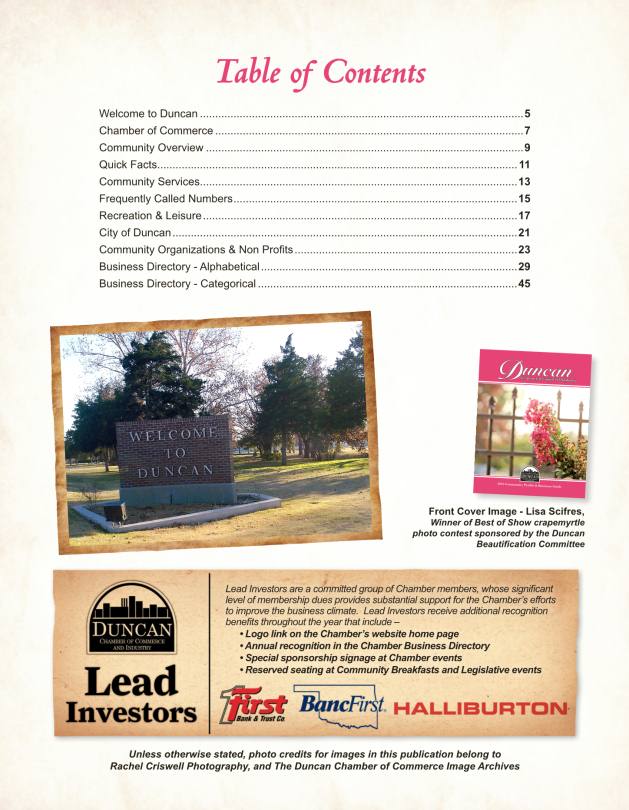 Table of Contents
Welcome to Duncan ........ 5
Chamber of Commerce ........ 7
Community Overview ........ 9
Quick Facts ........ 11
Community Services ........ 13
Frequently Called Numbers ........ 15
Recreation & Leisure ........ 17
City of Duncan ........ 21
Community Organizations & Non Profits ........ 23
Business Directory - Alphabetical ........ 29
Business Directory - Categorical ........ 45
WELCOME
TO
DUNCAN
Duncan
Front Cover Image - Lisa Scifres,
Winner of Best of Show crapemyrtle
photo contest sponsored by the Duncan
Beautification Committee
DUNCAN
CHAMBER OF COMMERCE
AND INDUSTRY
Lead
Investors
Lead Investors are a committed group of Chamber members, whose significant
level of membership dues provides substantial support for the Chamber's efforts
to improve the business climate. Lead Investors receive additional recognition
benefits throughout the year that include –
• Logo link on the Chamber's website home page
• Annual recognition in the Chamber Business Directory
• Special sponsorship signage at Chamber events
• Reserved seating at Community Breakfasts and Legislative events
First
Bank & Trust Co.
BancFirst
HALLIBURTON
Unless otherwise stated, photo credits for images in this publication belong to
Rachel Criswell Photography, and The Duncan Chamber of Commerce Image Archives